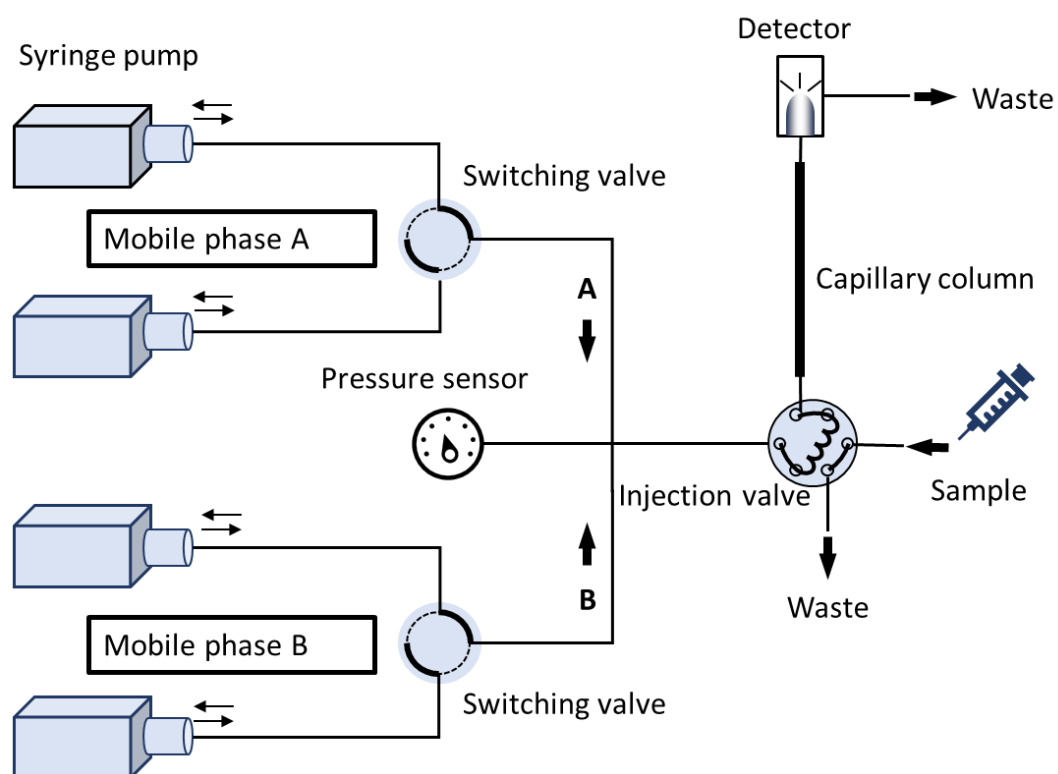 Detector
Syringe pump
Waste
Switching valve
Mobile phase A
A
Capillary column
Pressure sensor
Injection valve
Sample
B
Waste
Mobile phase B
Switching valve